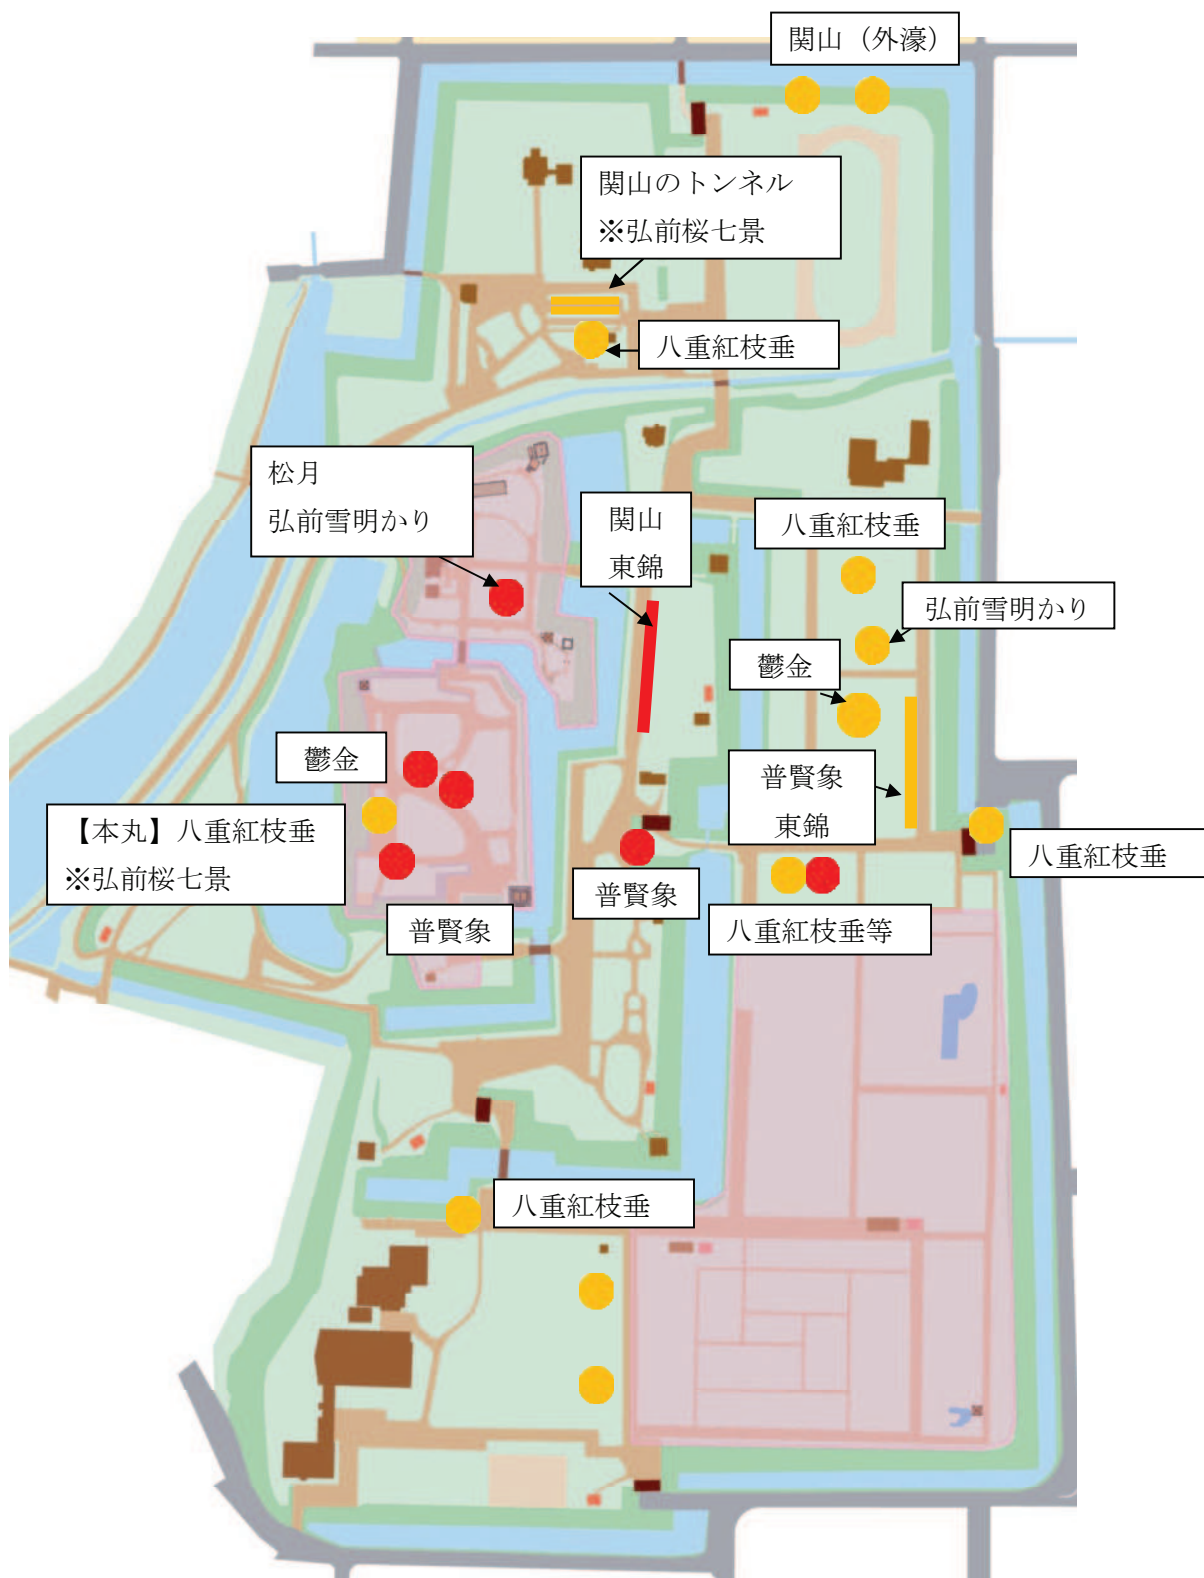 関山（外濠）
関山のトンネル
※弘前桜七景
八重紅枝垂
松月
弘前雪明かり
関山
東錦
八重紅枝垂
弘前雪明かり
鬱金
鬱金
普賢象
東錦
【本丸】八重紅枝垂
※弘前桜七景
八重紅枝垂
普賢象
普賢象
八重紅枝垂等
八重紅枝垂